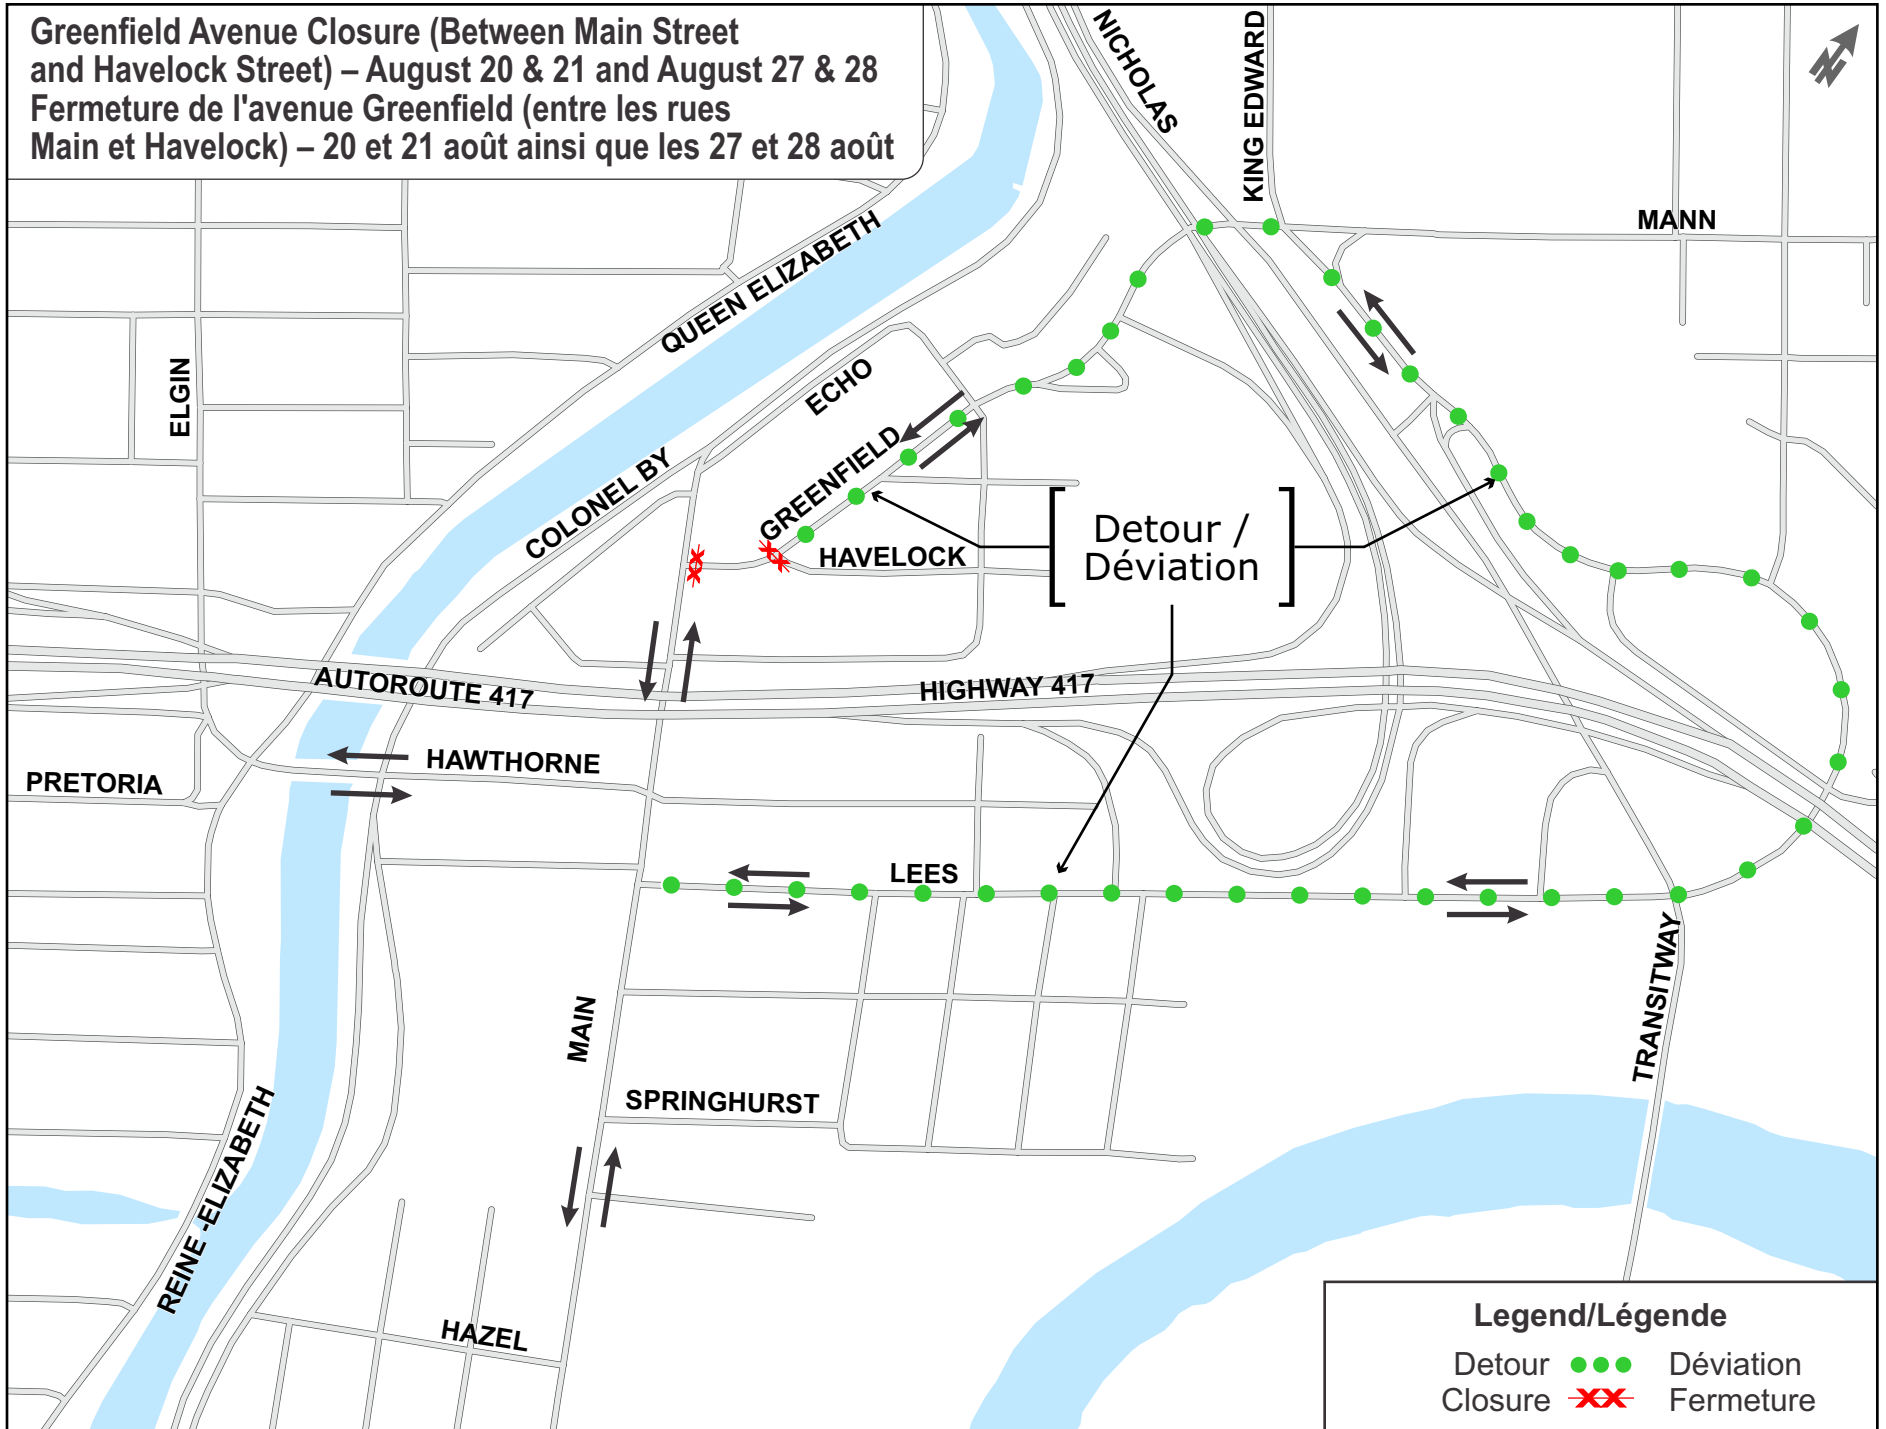 Greenfield Avenue Closure (Between Main Street
and Havelock Street) – August 20 & 21 and August 27 & 28
Fermeture de l'avenue Greenfield (entre les rues
Main et Havelock) – 20 et 21 août ainsi que les 27 et 28 août
N
NICHOLAS
KING EDWARD
MANN
QUEEN ELIZABETH
ELGIN
ECHO
COLONEL BY
GREENFIELD
HAVELOCK
Detour /
Déviation
AUTOROUTE 417
HIGHWAY 417
HAWTHORNE
PRETORIA
LEES
MAIN
TRANSITWAY
SPRINGHURST
REINE -ELIZABETH
HAZEL
Legend/Légende
Detour Déviation
Closure Fermeture